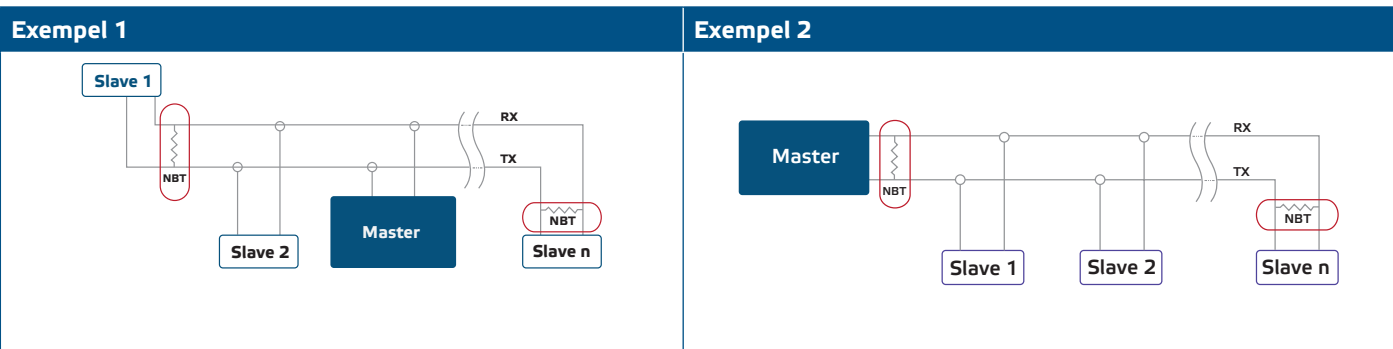 Exempel 1
Slave 1
RX
TX
NBT
NBT
Master
Slave 2
Slave n
Exempel 2
RX
Master
TX
NBT
NBT
Slave 1
Slave 2
Slave n